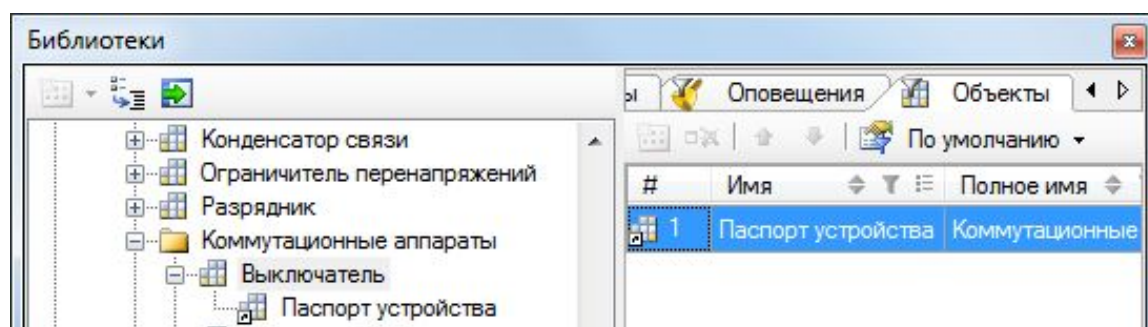 Библиотеки
ы Оповещения Объекты
По умолчанию
Конденсатор связи
Ограничитель перенапряжений
Разрядник
Коммутационные аппараты
Выключатель
Паспорт устройства
# Имя Полное имя
1 Паспорт устройства Коммутационные